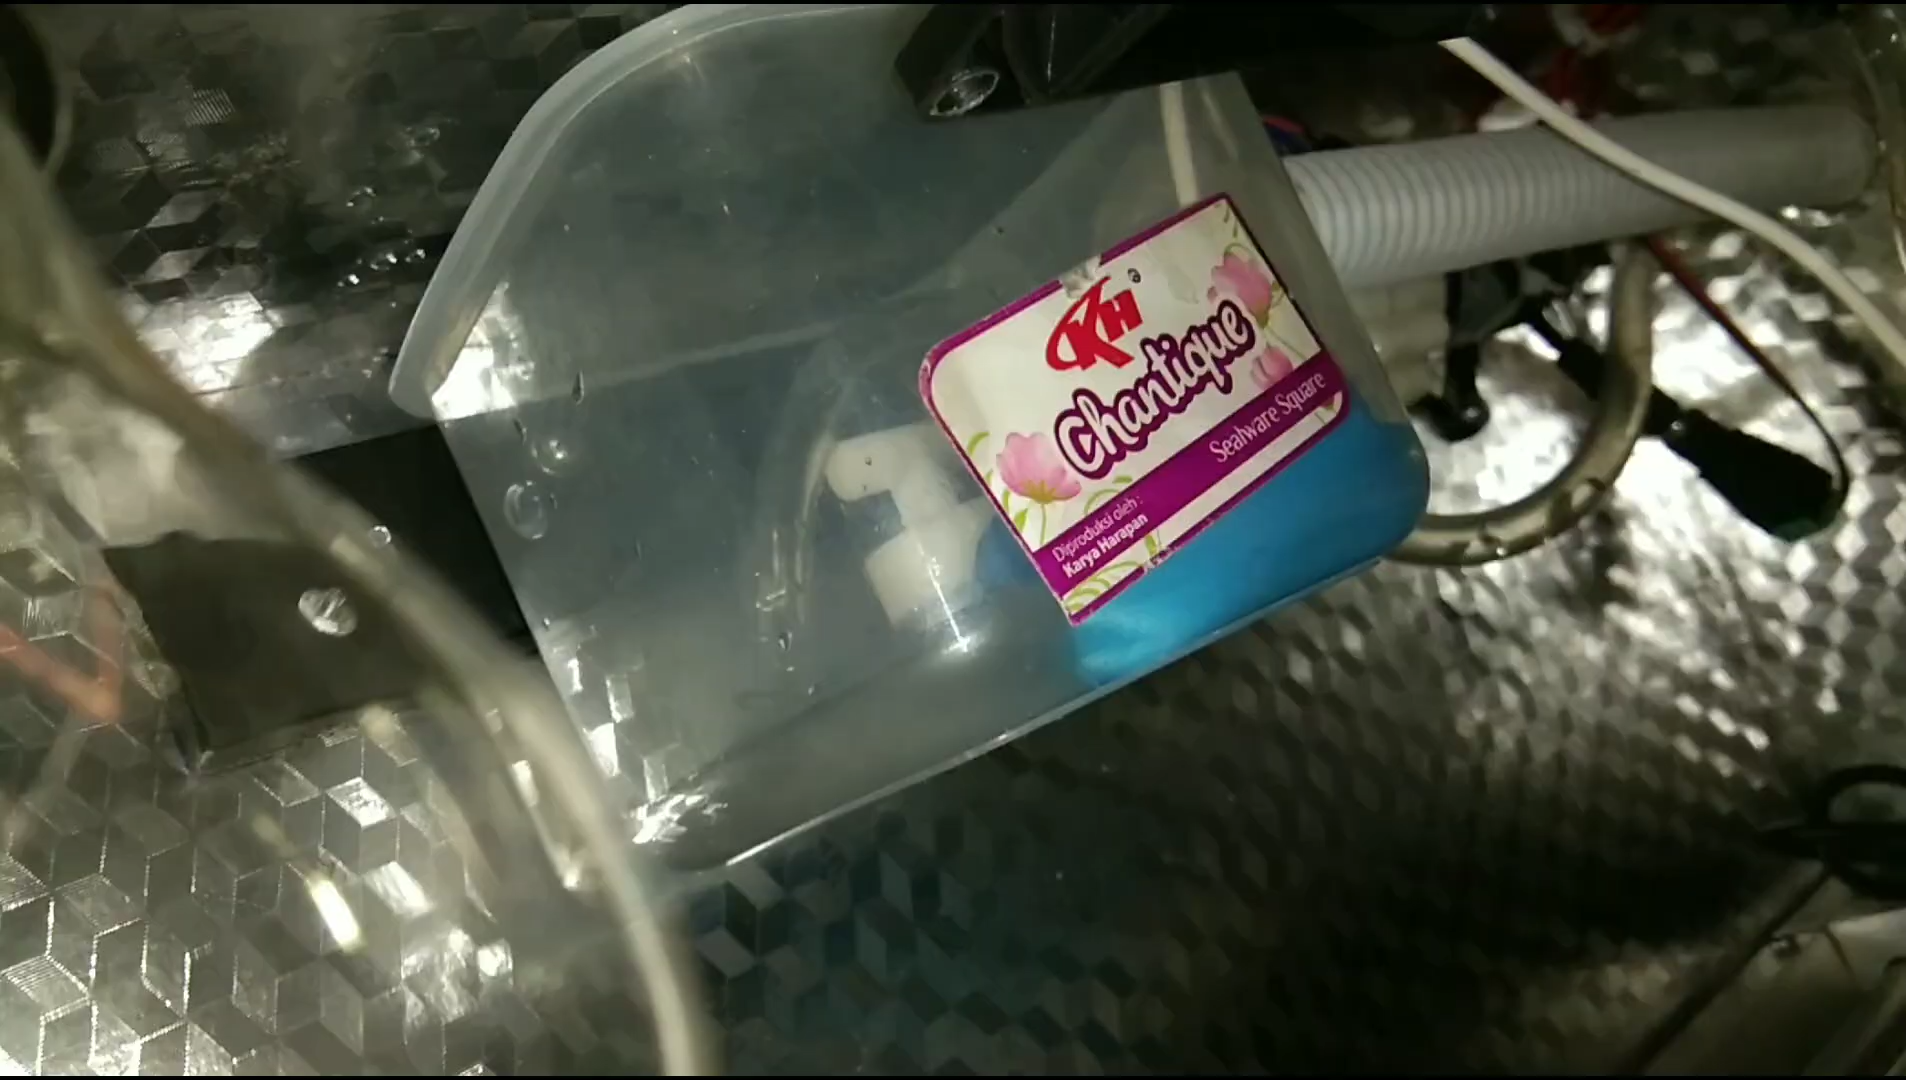 KH®
Chantique
Sealware Square
Diproduksi oleh :
Karya Harapan